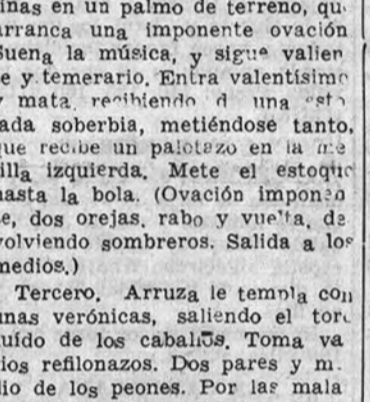 inas en un palmo de terreno, qu
arranca una imponente ovación
Suena la música, y sigue valien
e y temerario. Entra valentísimo
y mata, recibiendo d una esto
ada soberbia, metiéndose tanto,
que recibe un palotazo en la me
illa izquierda. Mete el estoque
hasta la bola. (Ovación imponen
e, dos orejas, rabo y vuelta, de
volviendo sombreros. Salida a los
medios.)
Tercero. Arruza le templa con
unas verónicas, saliendo el toro
uído de los caballos. Toma va
ios refilonazos. Dos pares y m
dio de los peones. Por las mala